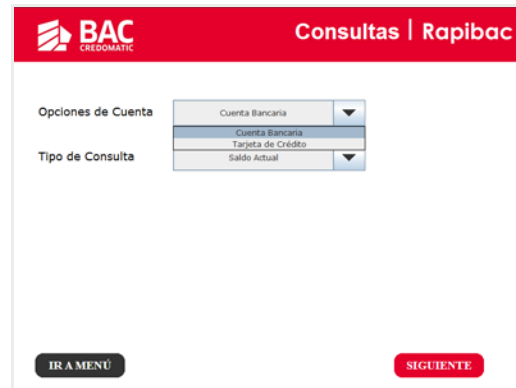 BAC
CREDOMATIC
Consultas | Rapibac
Opciones de Cuenta
Cuenta Bancaria
Cuenta Bancaria
Tarjeta de Crédito
Tipo de Consulta
Saldo Actual
IR A MENÚ
SIGUIENTE